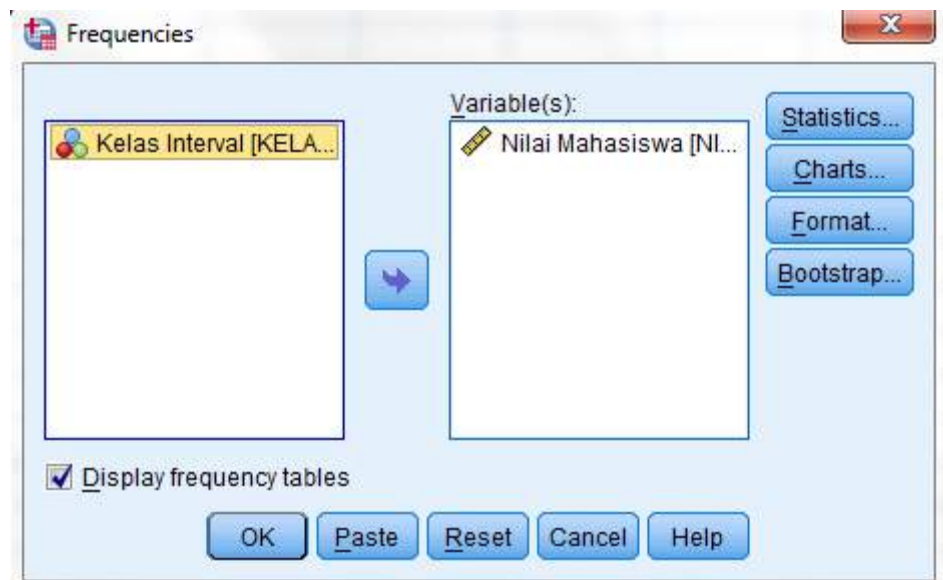 Frequencies
Variable(s):
Kelas Interval [KELA...
Nilai Mahasiswa [NI...
Statistics...
Charts...
Format...
Bootstrap...
Display frequency tables
OK Paste Reset Cancel Help